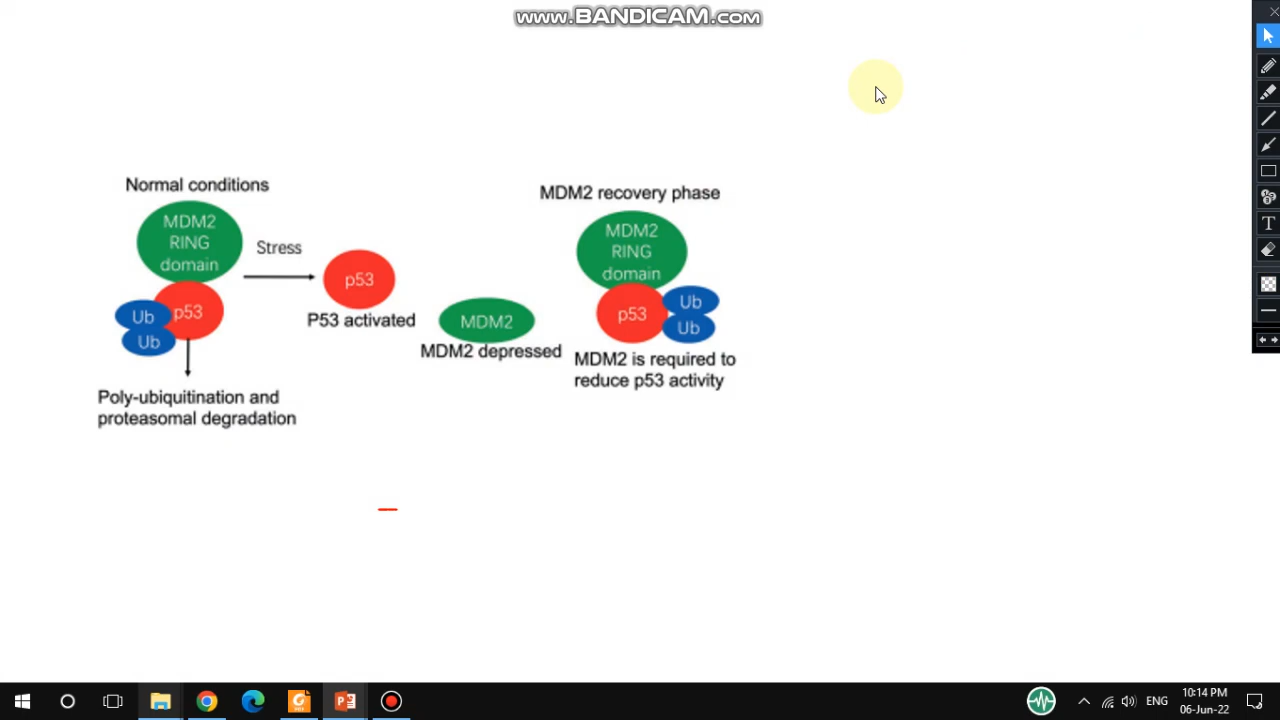 www.BANDICAM.com
Normal conditions
MDM2
RING
domain
p53
Ub
Ub
Poly-ubiquitination and
proteasomal degradation
Stress
p53
P53 activated
MDM2
MDM2 depressed
MDM2 recovery phase
MDM2
RING
domain
p53
Ub
Ub
MDM2 is required to
reduce p53 activity
T
ENG
10:14 PM
06-Jun-22